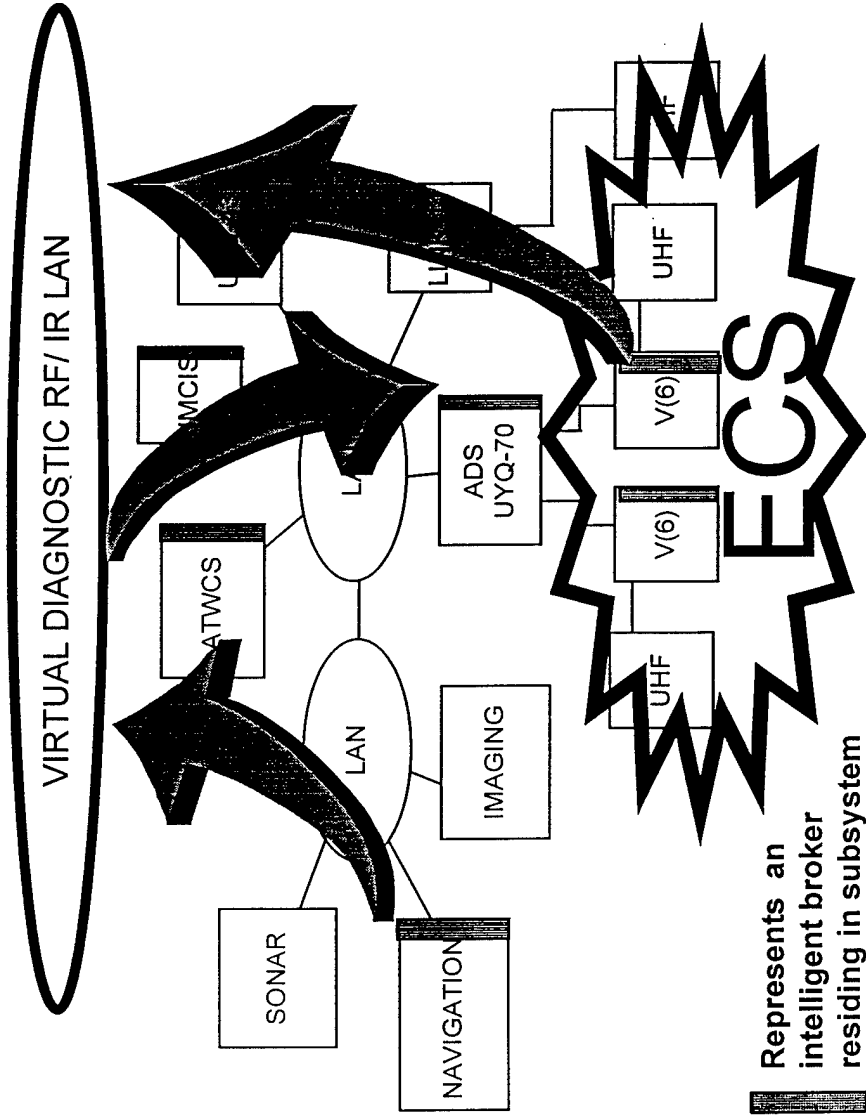 VIRTUAL DIAGNOSTIC RF/ IR LAN
SONAR
NAVIGATION
LAN
IMAGING
ATWCS
ADS
UYQ-70
UHF
V(6)
V(6)
UHF
ECS
Represents an
intelligent broker
residing in subsystem